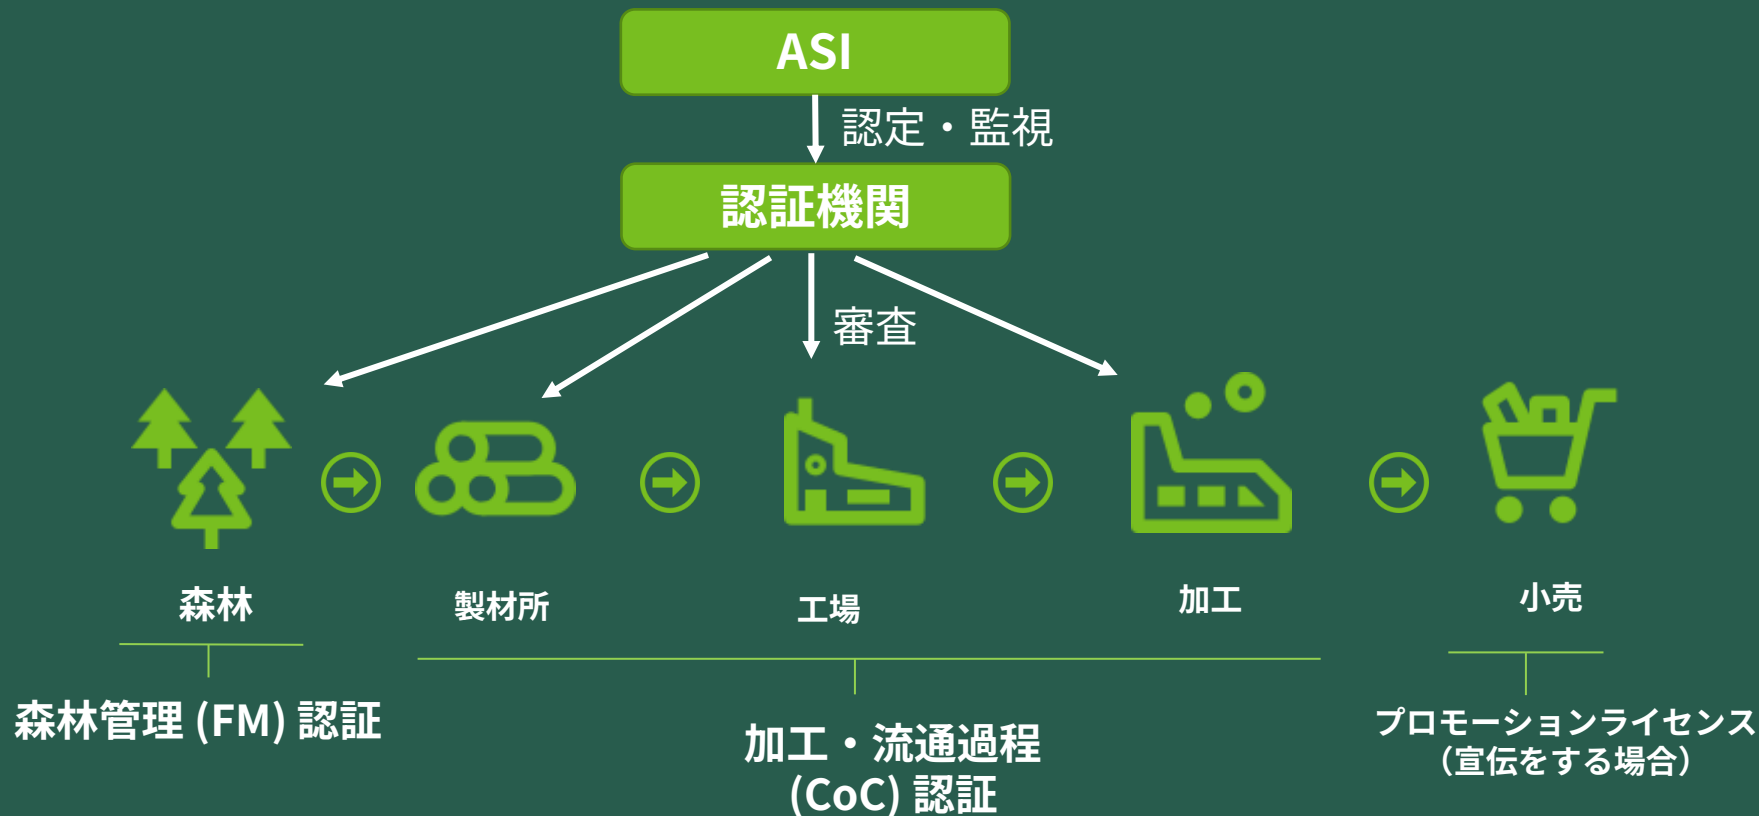 ASI
認定・監視
認証機関
審査
森林
製材所
工場
加工
小売
森林管理 (FM) 認証
加工・流通過程
(CoC) 認証
プロモーションライセンス
（宣伝をする場合）